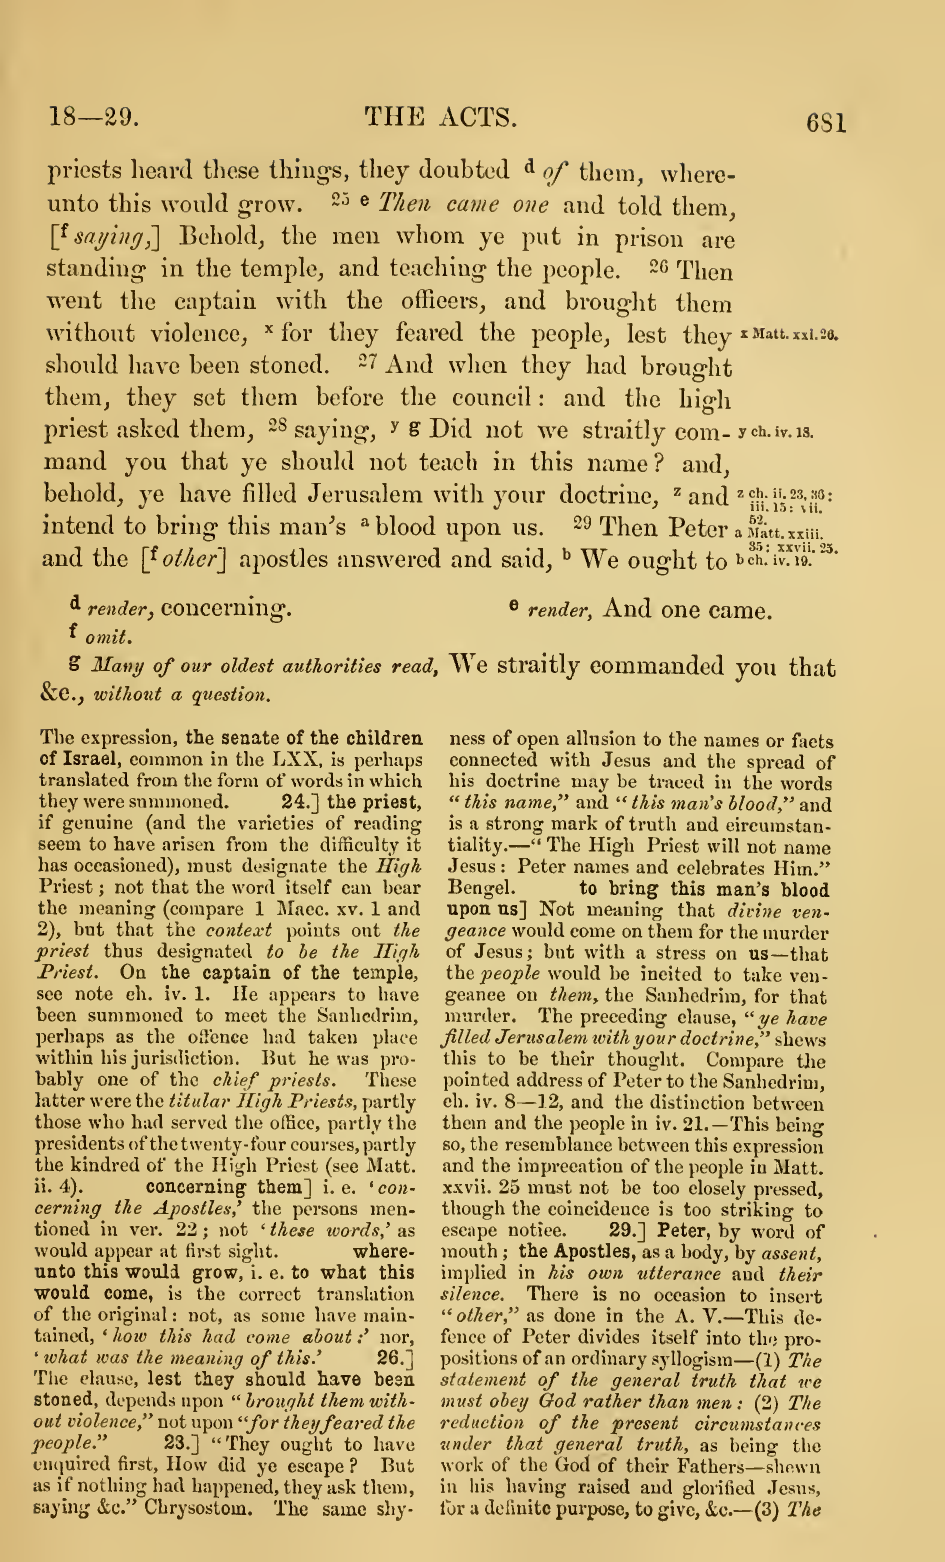 18—29.
THE ACTS.
681
priests heard these things, they doubted d of them, where-
unto this would grow. 25 e Then came one and told them,
[f saying,] Behold, the men whom ye put in prison are
standing in the temple, and teaching the people. 26 Then
went the captain with the officers, and brought them
without violence, x for they feared the people, lest they
x Matt. xxi. 26.
should have been stoned. 27 And when they had brought
them, they set them before the council: and the high
priest asked them, 28 saying, y g Did not we straitly com-
y ch. iv. 18.
mand you that ye should not teach in this name? and,
behold, ye have filled Jerusalem with your doctrine, z and
z ch. ii. 23, 36:
iii. 15: vii.
52.
intend to bring this man's a blood upon us. 29 Then Peter
a Matt. xxiii.
35: xxvii. 25.
and the [f other] apostles answered and said, b We ought to
b ch. iv. 19.
d render, concerning.
e render, And one came.
f omit.
g Many of our oldest authorities read, We straitly commanded you that
&c., without a question.
The expression, the senate of the children
of Israel, common in the LXX, is perhaps
translated from the form of words in which
they were summoned. 24.] the priest,
if genuine (and the varieties of reading
seem to have arisen from the difficulty it
has occasioned), must designate the High
Priest; not that the word itself can bear
the meaning (compare 1 Macc. xv. 1 and
2), but that the context points out the
priest thus designated to be the High
Priest. On the captain of the temple,
see note ch. iv. 1. He appears to have
been summoned to meet the Sanhedrim,
perhaps as the offence had taken place
within his jurisdiction. But he was pro-
bably one of the chief priests. These
latter were the titular High Priests, partly
those who had served the office, partly the
presidents of the twenty-four courses, partly
the kindred of the High Priest (see Matt.
ii. 4). concerning them] i. e. 'con-
cerning the Apostles,' the persons men-
tioned in ver. 22; not 'these words,' as
would appear at first sight. where-
unto this would grow, i. e. to what this
would come, is the correct translation
of the original: not, as some have main-
tained, 'how this had come about:' nor,
'what was the meaning of this.' 26.]
The clause, lest they should have been
stoned, depends upon "brought them with-
out violence," not upon "for they feared the
people." 23.] "They ought to have
enquired first, How did ye escape? But
as if nothing had happened, they ask them,
saying &c." Chrysostom. The same shy-
ness of open allusion to the names or facts
connected with Jesus and the spread of
his doctrine may be traced in the words
"this name," and "this man's blood," and
is a strong mark of truth and circumstan-
tiality.—"The High Priest will not name
Jesus: Peter names and celebrates Him."
Bengel. to bring this man's blood
upon us] Not meaning that divine ven-
geance would come on them for the murder
of Jesus; but with a stress on us—that
the people would be incited to take ven-
geance on them, the Sanhedrim, for that
murder. The preceding clause, "ye have
filled Jerusalem with your doctrine," shews
this to be their thought. Compare the
pointed address of Peter to the Sanhedrim,
ch. iv. 8—12, and the distinction between
them and the people in iv. 21.—This being
so, the resemblance between this expression
and the imprecation of the people in Matt.
xxvii. 25 must not be too closely pressed,
though the coincidence is too striking to
escape notice. 29.] Peter, by word of
mouth; the Apostles, as a body, by assent,
implied in his own utterance and their
silence. There is no occasion to insert
"other," as done in the A. V.—This de-
fence of Peter divides itself into the pro-
positions of an ordinary syllogism—(1) The
statement of the general truth that we
must obey God rather than men: (2) The
reduction of the present circumstances
under that general truth, as being the
work of the God of their Fathers—shewn
in his having raised and glorified Jesus,
for a definite purpose, to give, &c.—(3) The